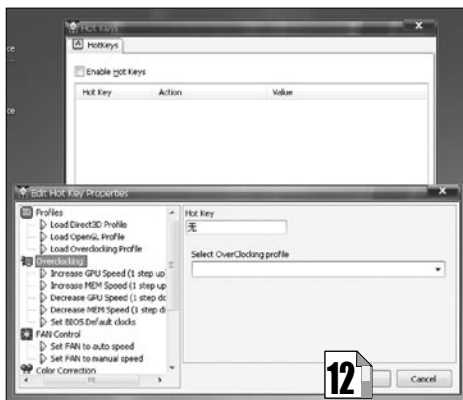 Hot Keys
HotKeys
Enable Hot Keys
Hot Key Action Value
Edit Hot Key Properties
Profiles
Load Direct3D Profile
Load OpenGL Profile
Load Overclocking Profile
Overclocking
Increase GPU Speed (1 step up)
Increase MEM Speed (1 step up
Decrease GPU Speed (1 step do
Decrease MEM Speed (1 step d
Set BIOS Default clocks
FAN Control
Set FAN to auto speed
Set FAN to manual speed
Color Correction
Hot Key
无
Select OverClocking profile
12
Cancel